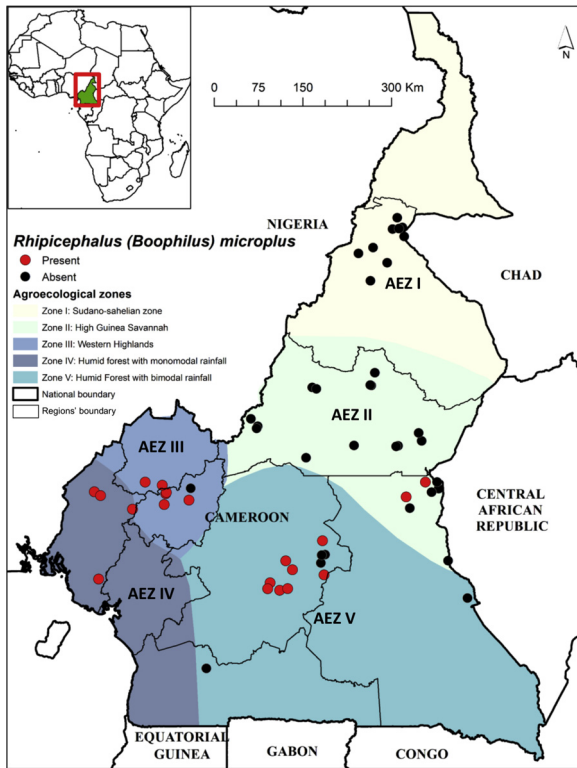 N
0 75 150 300 Km
NIGERIA
Rhipicephalus (Boophilus) microplus
Present
Absent
Agroecological zones
Zone I: Sudano-sahelian zone
Zone II: High Guinea Savannah
Zone III: Western Highlands
Zone IV: Humid forest with monomodal rainfall
Zone V: Humid Forest with bimodal rainfall
National boundary
Regions' boundary
AEZ I
CHAD
AEZ II
AEZ III
CENTRAL
AFRICAN
REPUBLIC
CAMEROON
AEZ IV
AEZ V
EQUATORIAL
GUINEA
GABON
CONGO